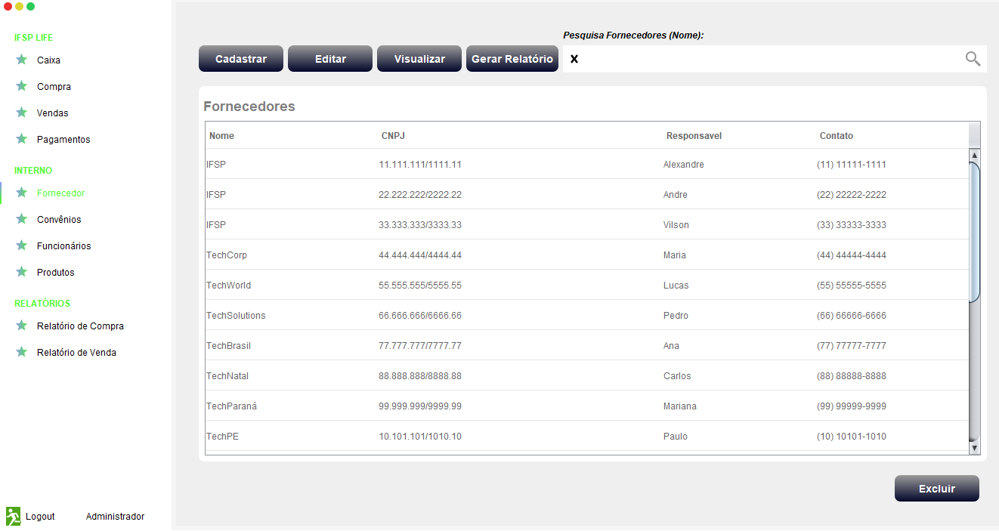 IFSP LIFE
Caixa
Compra
Vendas
Pagamentos
INTERNO
Fornecedor
Convênios
Funcionários
Produtos
RELATÓRIOS
Relatório de Compra
Relatório de Venda
Logout Administrador
Pesquisa Fornecedores (Nome):
Cadastrar Editar Visualizar Gerar Relatório X
Fornecedores
Nome CNPJ Responsavel Contato
IFSP 11.111.111/1111.11 Alexandre (11) 11111-1111
IFSP 22.222.222/2222.22 Andre (22) 22222-2222
IFSP 33.333.333/3333.33 Vilson (33) 33333-3333
TechCorp 44.444.444/4444.44 Maria (44) 44444-4444
TechWorld 55.555.555/5555.55 Lucas (55) 55555-5555
TechSolutions 66.666.666/6666.66 Pedro (66) 66666-6666
TechBrasil 77.777.777/7777.77 Ana (77) 77777-7777
TechNatal 88.888.888/8888.88 Carlos (88) 88888-8888
TechParaná 99.999.999/9999.99 Mariana (99) 99999-9999
TechPE 10.101.101/1010.10 Paulo (10) 10101-1010
Excluir